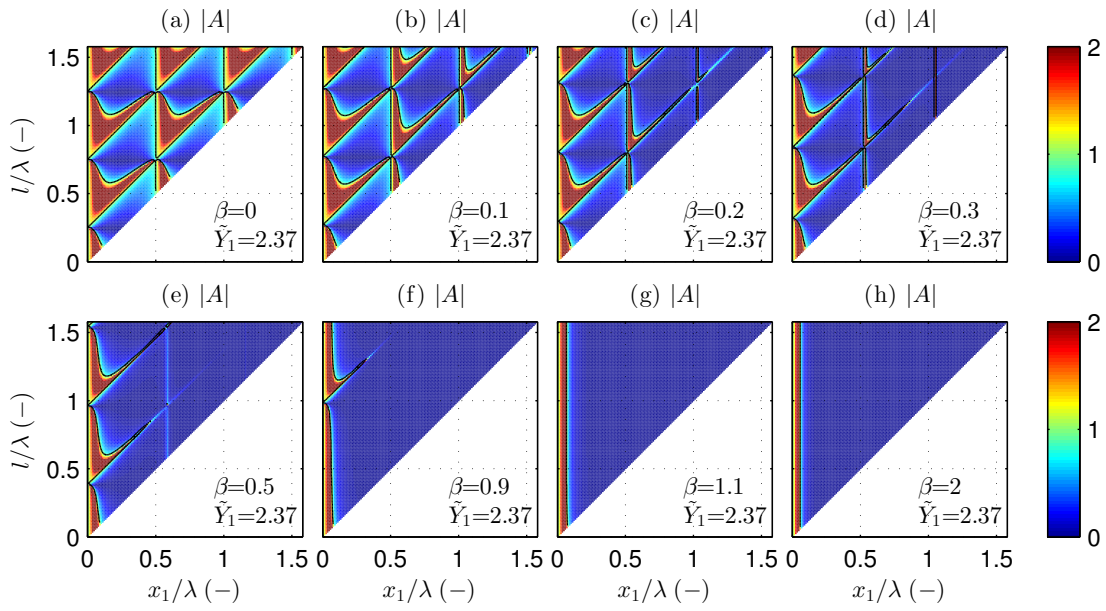 (a) |A| (b) |A| (c) |A| (d) |A|
l/λ (−)
1.5
1
0.5
0
β=0
Ỹ₁=2.37
β=0.1
Ỹ₁=2.37
β=0.2
Ỹ₁=2.37
β=0.3
Ỹ₁=2.37
2
1
0
(e) |A| (f) |A| (g) |A| (h) |A|
l/λ (−)
1.5
1
0.5
0
β=0.5
Ỹ₁=2.37
β=0.9
Ỹ₁=2.37
β=1.1
Ỹ₁=2.37
β=2
Ỹ₁=2.37
2
1
0
0 0.5 1 1.5 0 0.5 1 1.5 0 0.5 1 1.5 0 0.5 1 1.5
x₁/λ (−) x₁/λ (−) x₁/λ (−) x₁/λ (−)